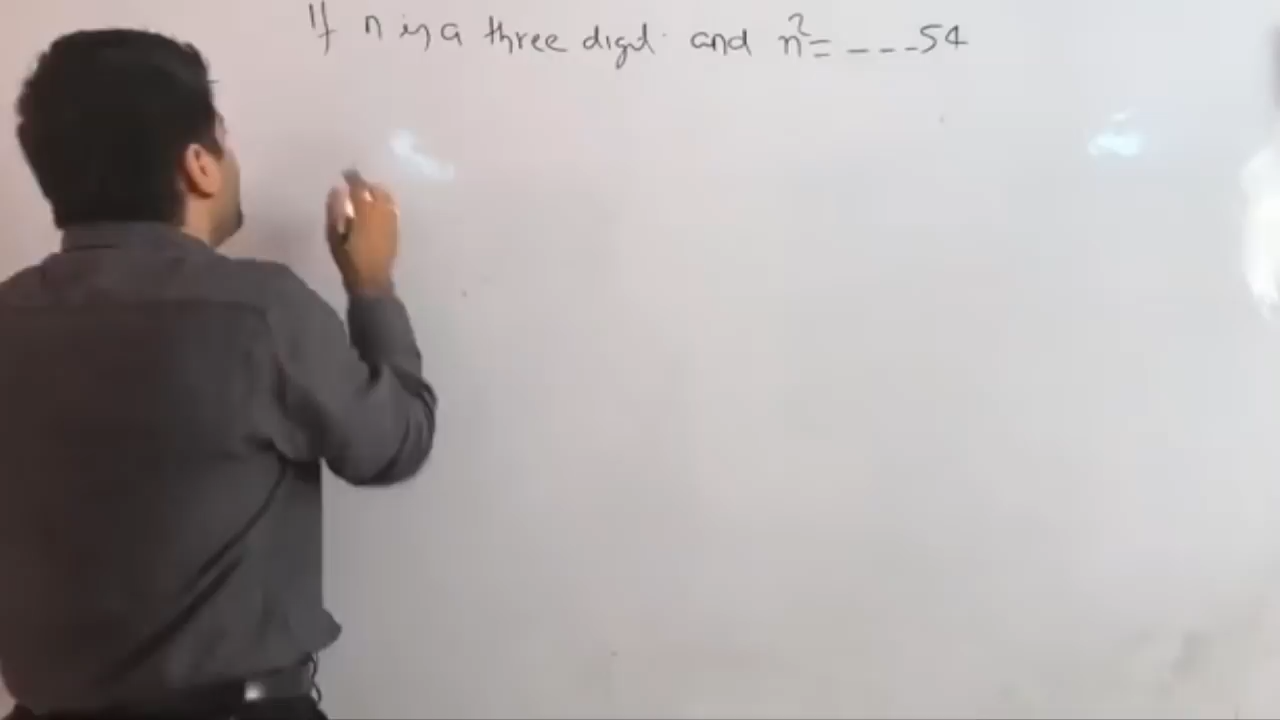 If n is a three digit and n² = ---54